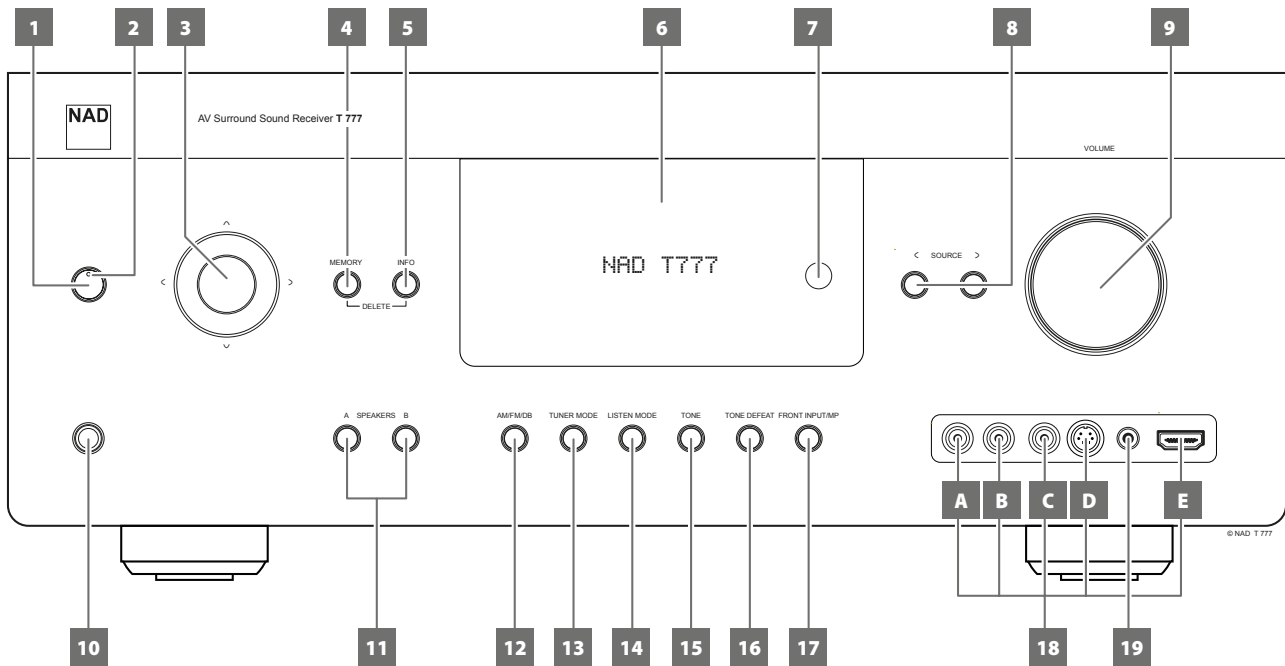 1 2 3 4 5 6 7 8 9
NAD
AV Surround Sound Receiver T 777
VOLUME
MEMORY INFO
DELETE
NAD T777
< SOURCE >
A SPEAKERS B
AM/FM/DB TUNER MODE LISTEN MODE TONE TONE DEFEAT FRONT INPUT/MP
A B C D E
© NAD T 777
10 11 12 13 14 15 16 17 18 19